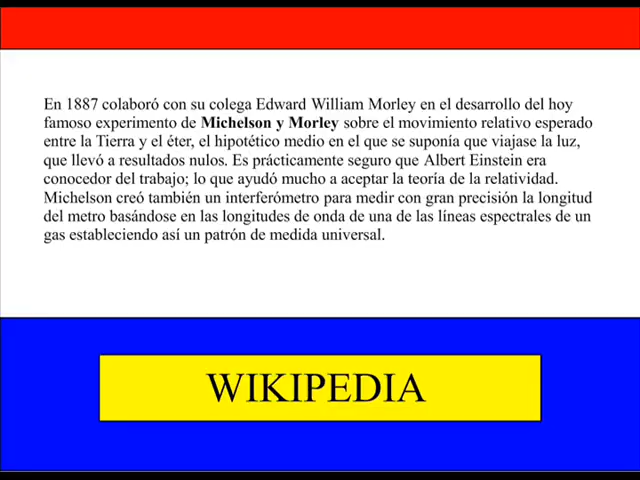 En 1887 colaboró con su colega Edward William Morley en el desarrollo del hoy
famoso experimento de Michelson y Morley sobre el movimiento relativo esperado
entre la Tierra y el éter, el hipotético medio en el que se suponía que viajase la luz,
que llevó a resultados nulos. Es prácticamente seguro que Albert Einstein era
conocedor del trabajo; lo que ayudó mucho a aceptar la teoría de la relatividad.
Michelson creó también un interferómetro para medir con gran precisión la longitud
del metro basándose en las longitudes de onda de una de las líneas espectrales de un
gas estableciendo así un patrón de medida universal.
WIKIPEDIA